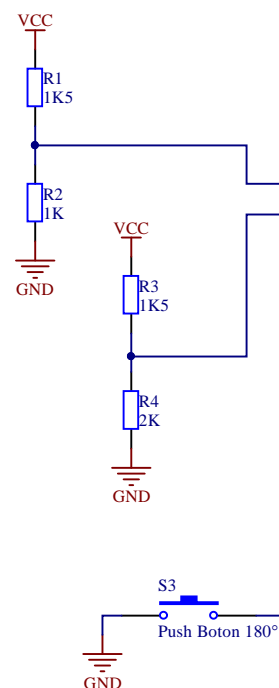 VCC
R1
1K5
R2
1K
GND
VCC
R3
1K5
R4
2K
GND
S3
Push Boton 180°
GND